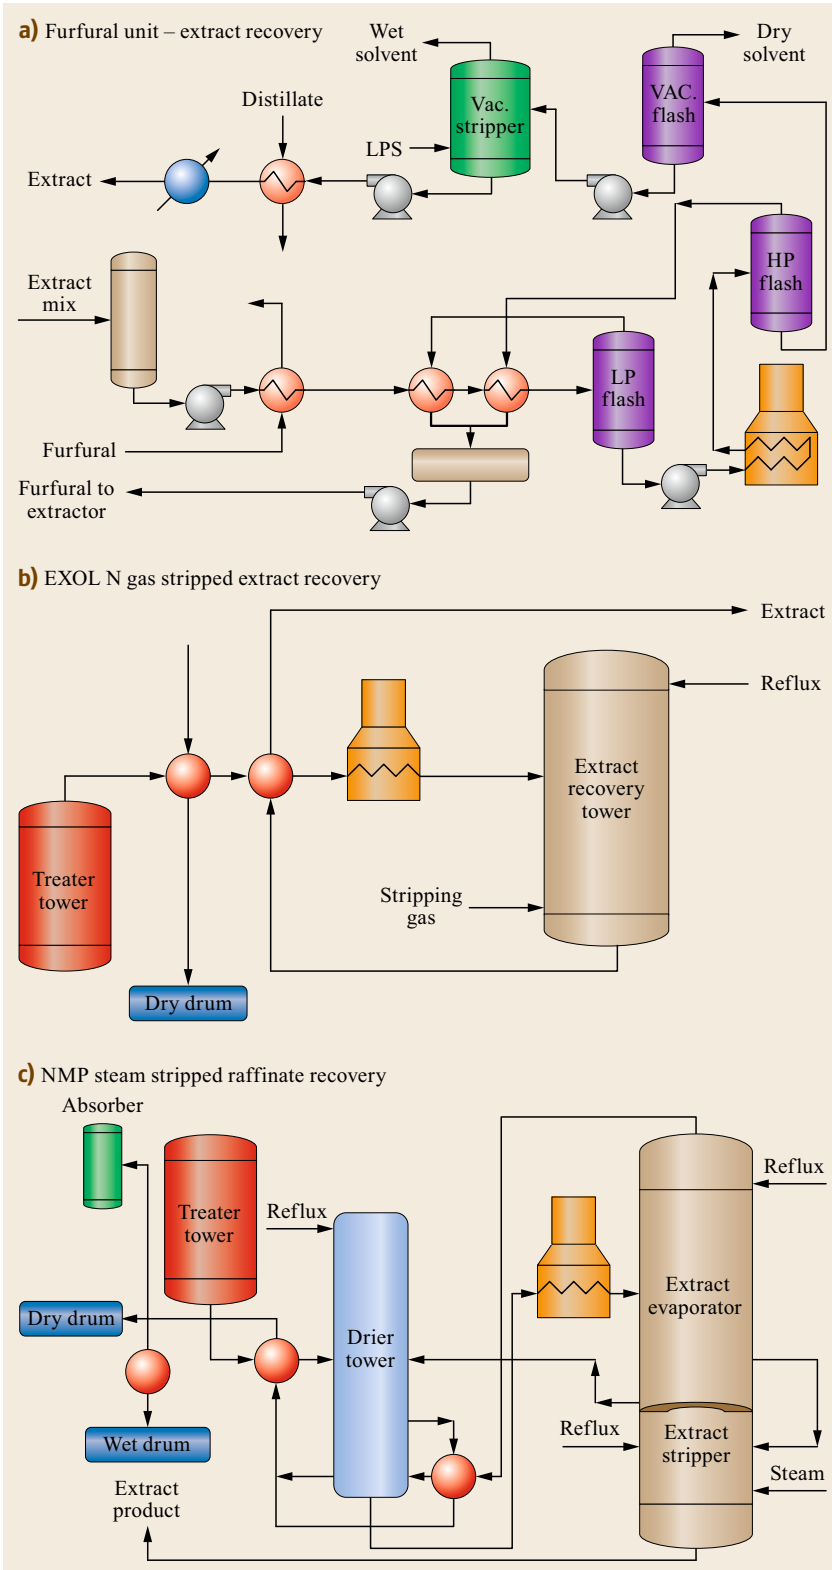 a) Furfural unit – extract recovery
Wet
solvent
Dry
solvent
Distillate
Vac.
stripper
VAC.
flash
LPS
Extract
Extract
mix
HP
flash
LP
flash
Furfural
Furfural to
extractor
b) EXOL N gas stripped extract recovery
Extract
Reflux
Extract
recovery
tower
Treater
tower
Stripping
gas
Dry drum
c) NMP steam stripped raffinate recovery
Absorber
Reflux
Treater
tower
Reflux
Extract
evaporator
Dry drum
Drier
tower
Wet drum
Reflux
Extract
stripper
Steam
Extract
product